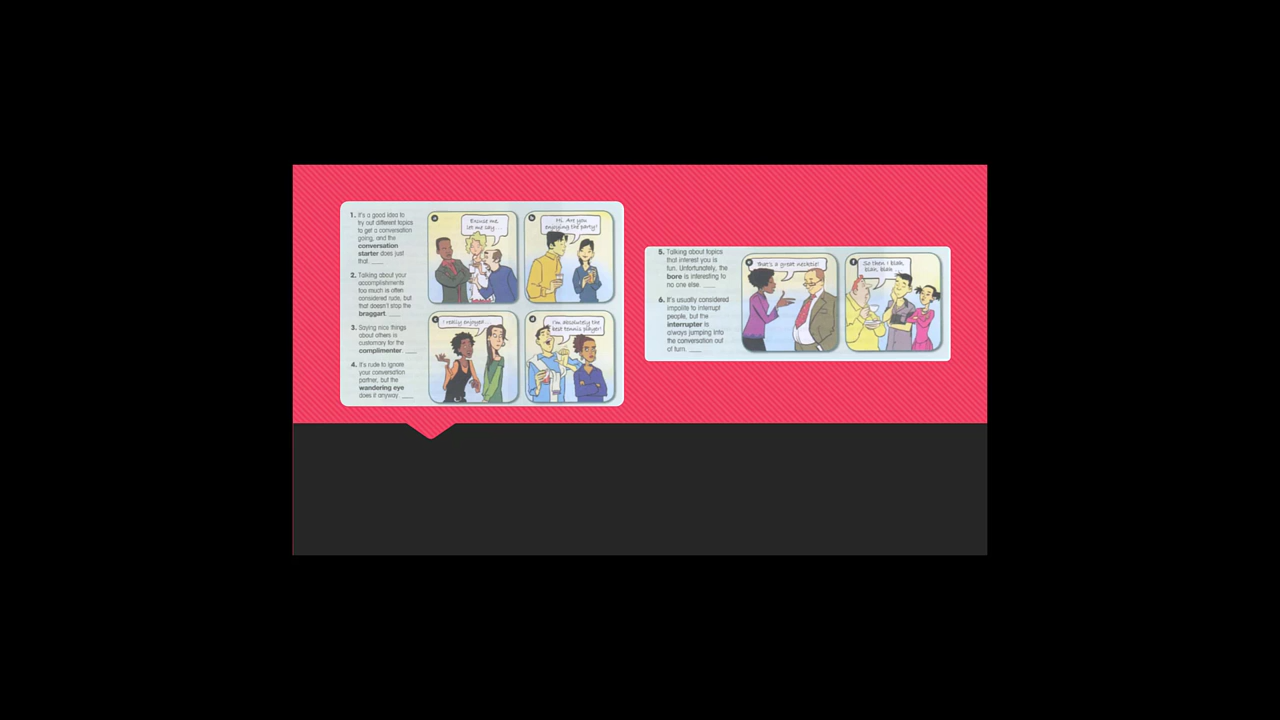 1. It's a good idea to
try out different topics
to get a conversation
going, and the
conversation
starter does just
that. ____
2. Talking about your
accomplishments
too much is often
considered rude, but
that doesn't stop the
braggart. ____
3. Saying nice things
about others is
customary for the
complimenter. ____
4. It's rude to ignore
your conversation
partner, but the
wandering eye
does it anyway. ____
a
Excuse me,
let me say...
b
Hi. Are you
enjoying the party?
c
I really enjoyed...
d
I'm absolutely the
best tennis player!
5. Talking about topics
that interest you is
fun. Unfortunately, the
bore is interesting to
no one else. ____
6. It's usually considered
impolite to interrupt
people, but the
interrupter is
always jumping into
the conversation out
of turn. ____
e
That's a great necktie!
f
So then I blah,
blah, blah...